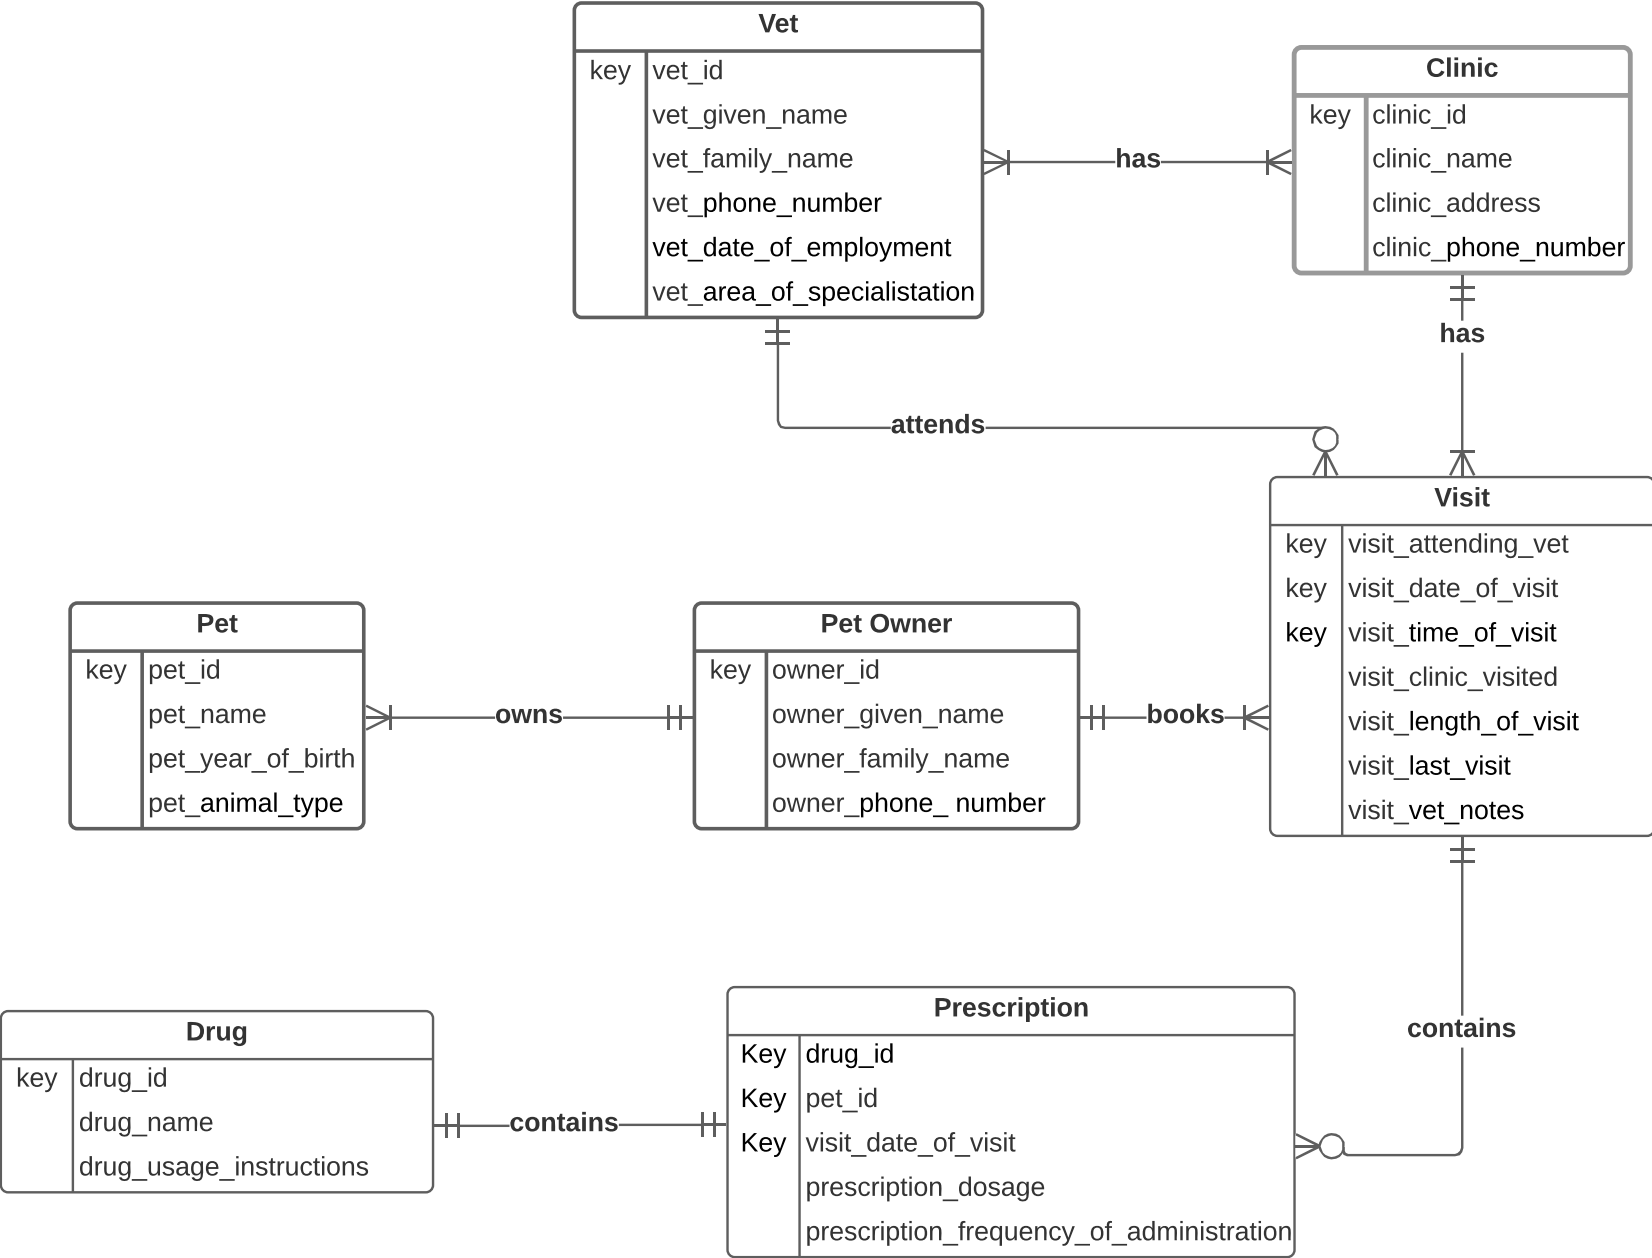 Vet
key vet_id
vet_given_name
vet_family_name
vet_phone_number
vet_date_of_employment
vet_area_of_specialistation
has
Clinic
key clinic_id
clinic_name
clinic_address
clinic_phone_number
has
attends
Visit
key visit_attending_vet
key visit_date_of_visit
key visit_time_of_visit
visit_clinic_visited
visit_length_of_visit
visit_last_visit
visit_vet_notes
Pet
key pet_id
pet_name
pet_year_of_birth
pet_animal_type
owns
Pet Owner
key owner_id
owner_given_name
owner_family_name
owner_phone_ number
books
contains
Drug
key drug_id
drug_name
drug_usage_instructions
contains
Prescription
Key drug_id
Key pet_id
Key visit_date_of_visit
prescription_dosage
prescription_frequency_of_administration